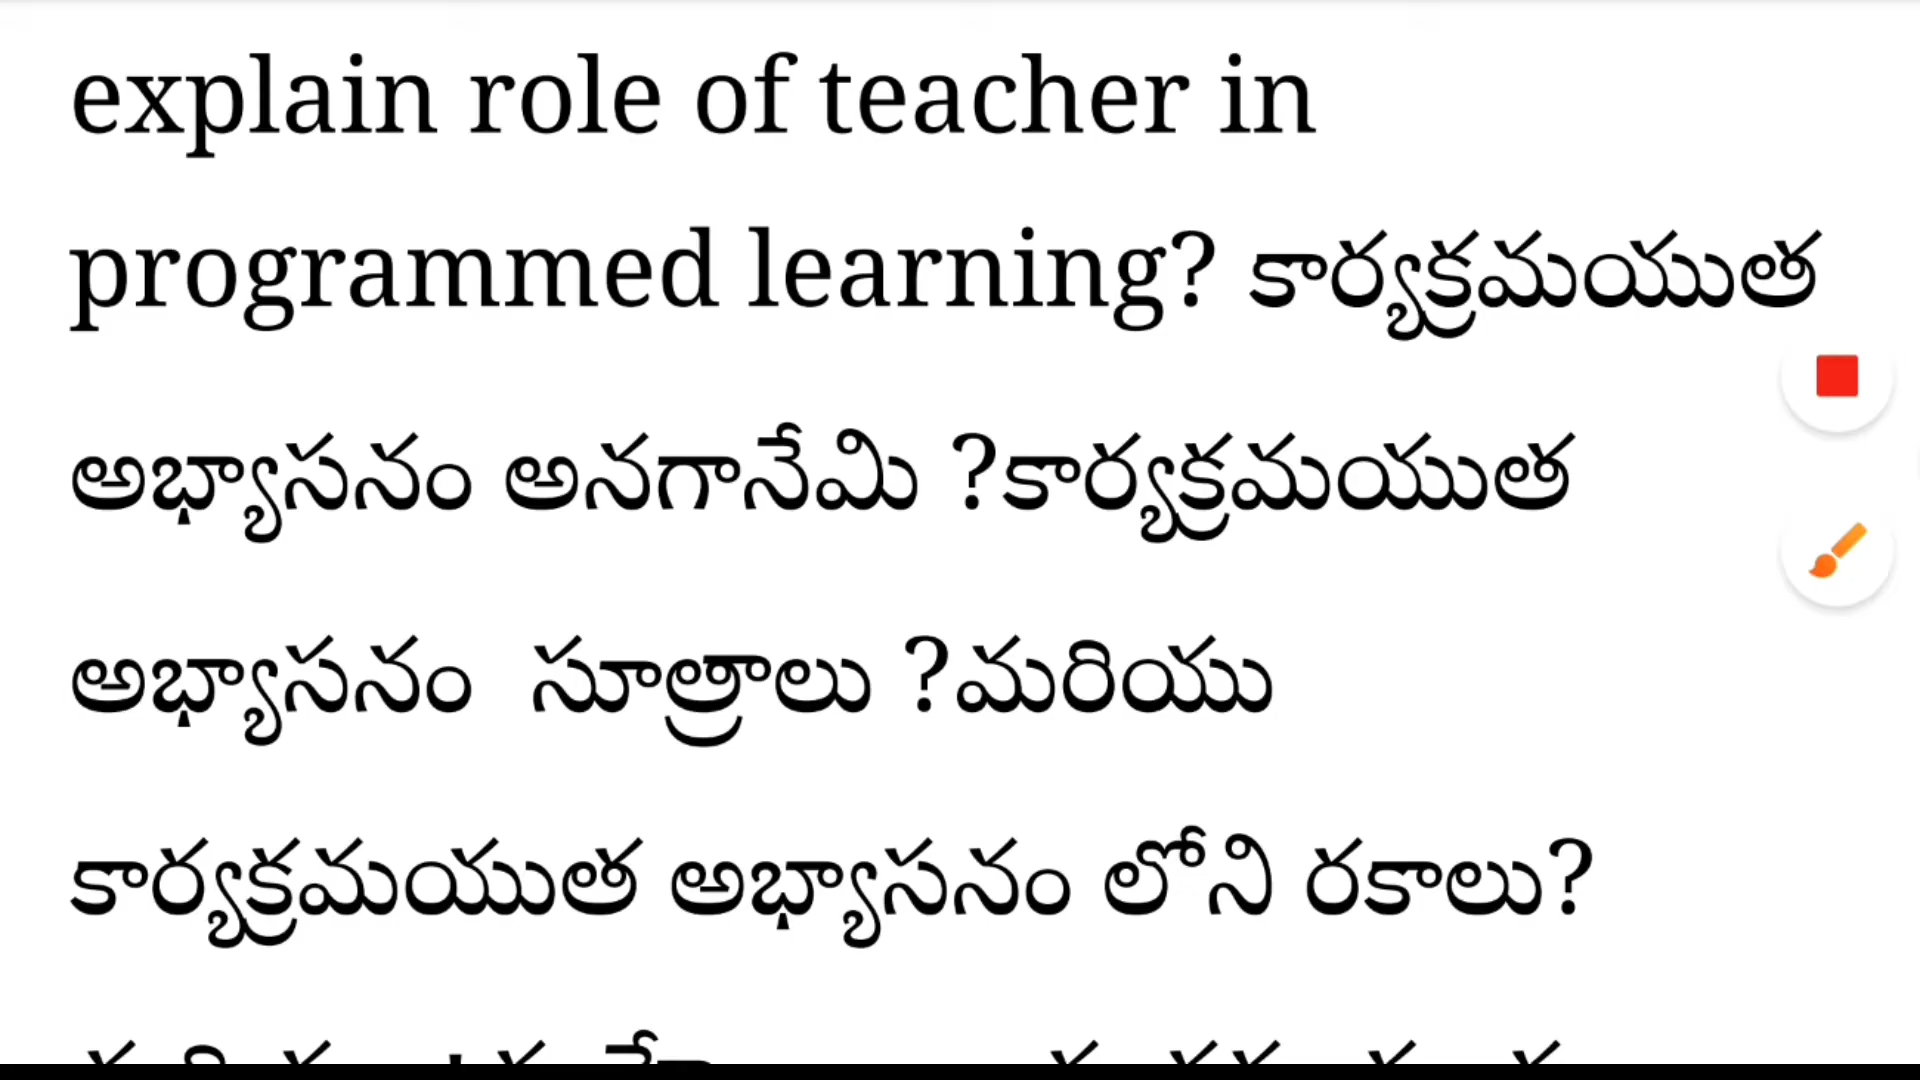 explain role of teacher in
programmed learning? కార్యక్రమయుత
అభ్యాసనం అనగానేమి ?కార్యక్రమయుత
అభ్యాసనం సూత్రాలు ?మరియు
కార్యక్రమయుత అభ్యాసనం లోని రకాలు?